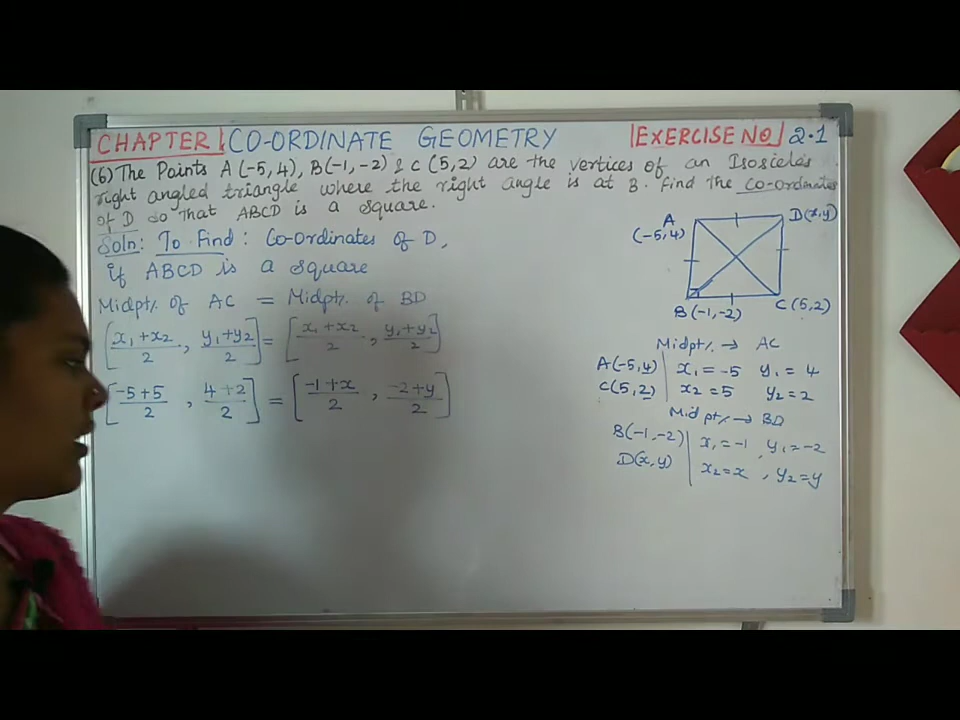 CHAPTER CO-ORDINATE GEOMETRY EXERCISE NO 2.1
(6) The Points A (-5, 4), B(-1, -2) & C (5, 2) are the vertices of an Isosceles
right angled triangle where the right angle is at B. Find The Co-ordinates
of D so That ABCD is a Square.
Soln: To Find: Co-Ordinates of D,
if ABCD is a Square
Midpt. of AC = Midpt. of BD
[x₁+x₂/2, y₁+y₂/2] = [x₁+x₂/2, y₁+y₂/2]
[-5+5/2, 4+2/2] = [-1+x/2, -2+y/2]
A D(x,y)
(-5,4)
B(-1,-2) C(5,2)
Midpt. → AC
A(-5,4) x₁ = -5 y₁ = 4
C(5,2) x₂ = 5 y₂ = 2
Midpt. → BD
B(-1,-2) x₁ = -1, y₁ = -2
D(x,y) x₂ = x, y₂ = y